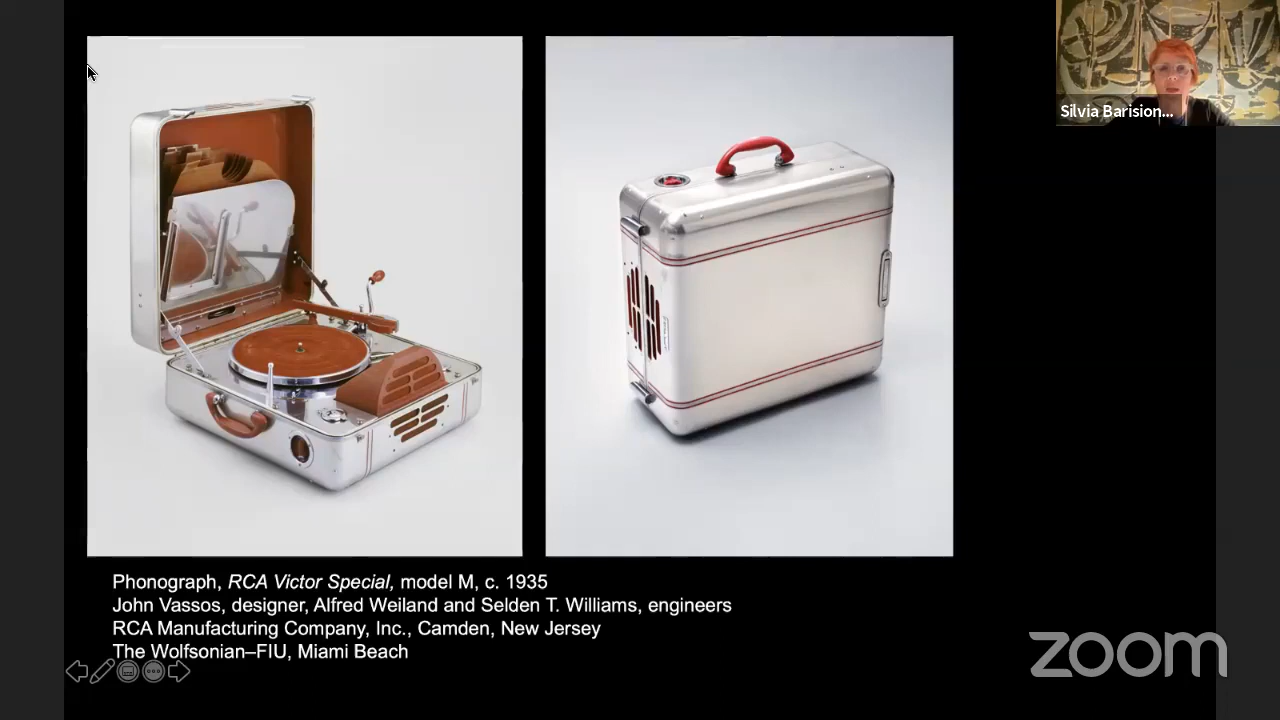 Silvia Barision...
Phonograph, RCA Victor Special, model M, c. 1935
John Vassos, designer, Alfred Weiland and Selden T. Williams, engineers
RCA Manufacturing Company, Inc., Camden, New Jersey
The Wolfsonian–FIU, Miami Beach
zoom